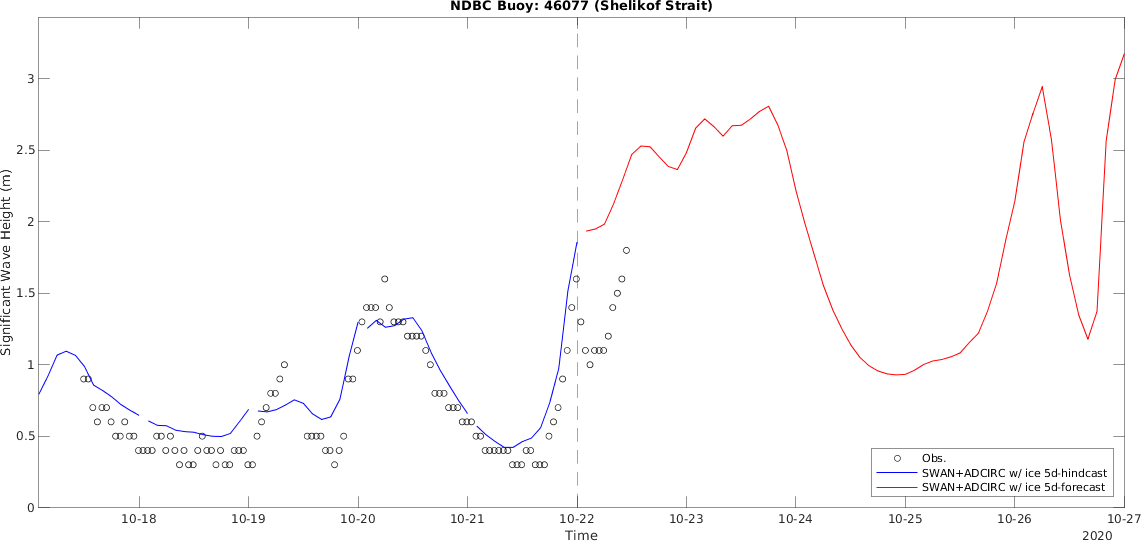 NDBC Buoy: 46077 (Shelikof Strait)
Significant Wave Height (m)
3
2.5
2
1.5
1
0.5
0
Obs.
SWAN+ADCIRC w/ ice 5d-hindcast
SWAN+ADCIRC w/ ice 5d-forecast
10-18 10-19 10-20 10-21 10-22 10-23 10-24 10-25 10-26 10-27
Time
2020